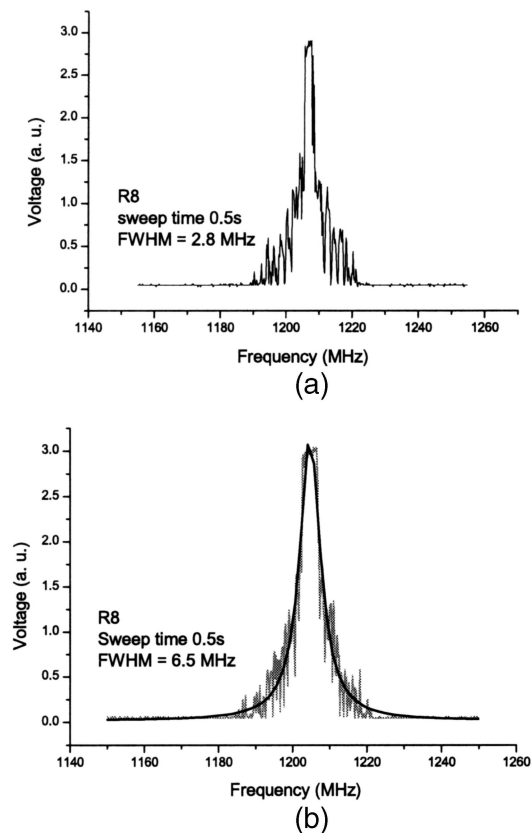 3.0
2.5
2.0
1.5
1.0
0.5
0.0
Voltage (a. u.)
R8
sweep time 0.5s
FWHM = 2.8 MHz
1140 1160 1180 1200 1220 1240 1260
Frequency (MHz)
(a)
3.0
2.5
2.0
1.5
1.0
0.5
0.0
Voltage (a. u.)
R8
Sweep time 0.5s
FWHM = 6.5 MHz
1140 1160 1180 1200 1220 1240 1260
Frequency (MHz)
(b)